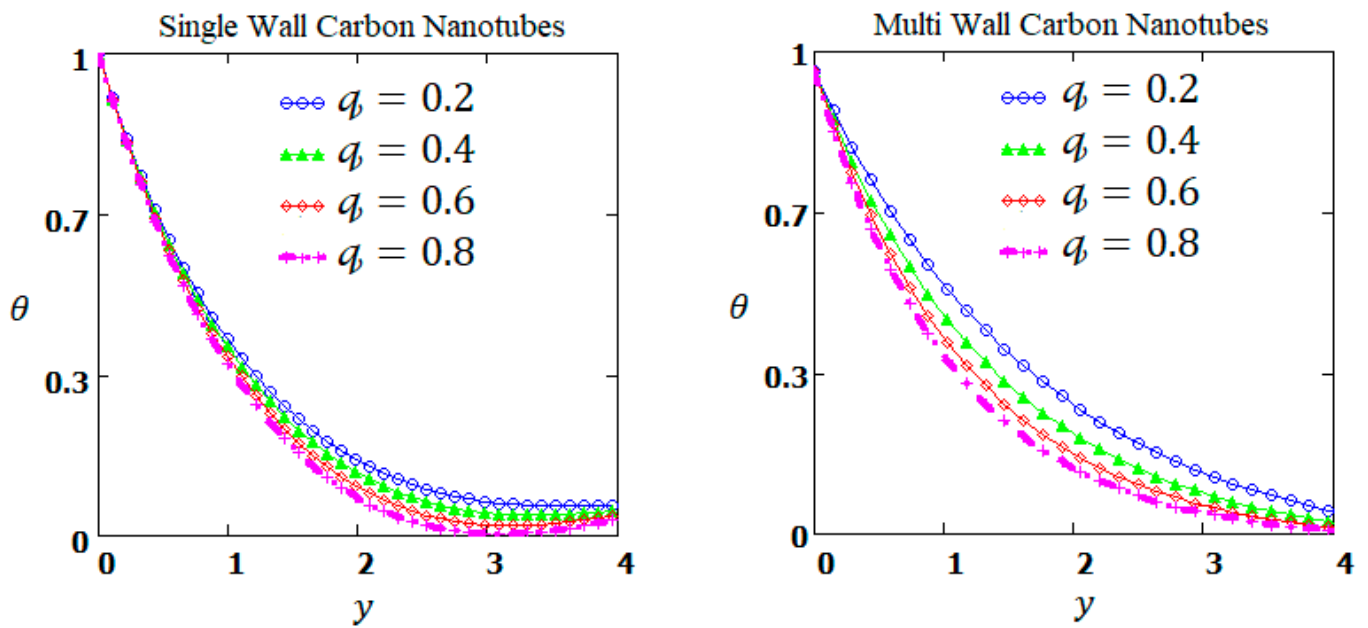 Single Wall Carbon Nanotubes
1
0.7
0.3
0
θ
q = 0.2
q = 0.4
q = 0.6
q = 0.8
0 1 2 3 4
y
Multi Wall Carbon Nanotubes
1
0.7
0.3
0
θ
q = 0.2
q = 0.4
q = 0.6
q = 0.8
0 1 2 3 4
y